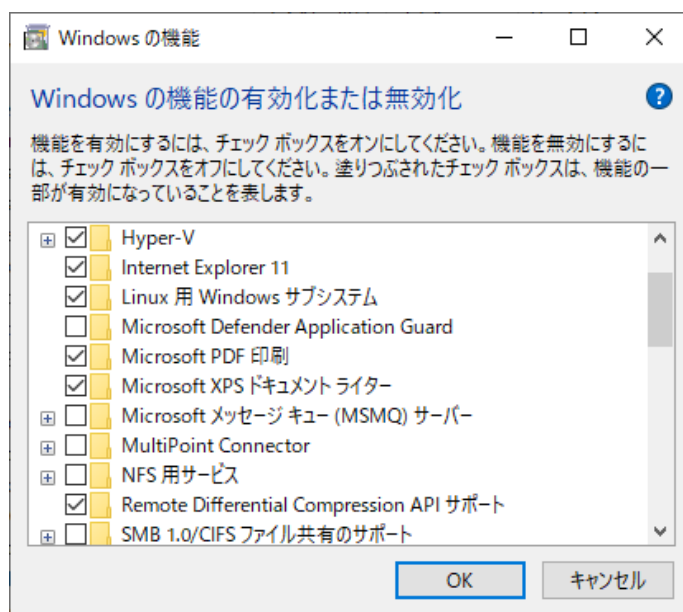 Windows の機能
Windows の機能の有効化または無効化
?
機能を有効にするには、チェック ボックスをオンにしてください。機能を無効にするに
は、チェック ボックスをオフにしてください。塗りつぶされたチェック ボックスは、機能の一
部が有効になっていることを表します。
Hyper-V
Internet Explorer 11
Linux 用 Windows サブシステム
Microsoft Defender Application Guard
Microsoft PDF 印刷
Microsoft XPS ドキュメント ライター
Microsoft メッセージ キュー (MSMQ) サーバー
MultiPoint Connector
NFS 用サービス
Remote Differential Compression API サポート
SMB 1.0/CIFS ファイル共有のサポート
OK
キャンセル